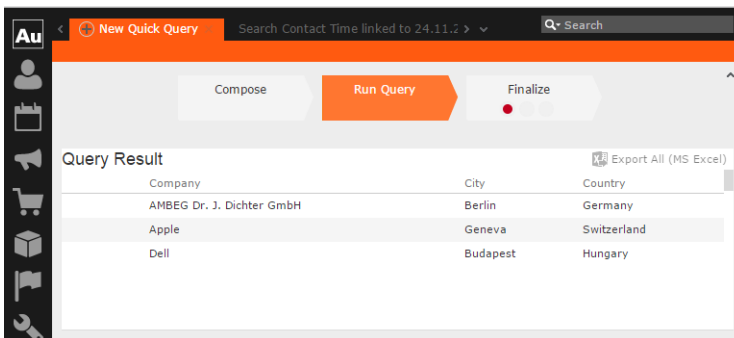 Au
New Quick Query
Search Contact Time linked to 24.11.2
Search
Compose
Run Query
Finalize
Query Result
Export All (MS Excel)
Company City Country
AMBEG Dr. J. Dichter GmbH Berlin Germany
Apple Geneva Switzerland
Dell Budapest Hungary